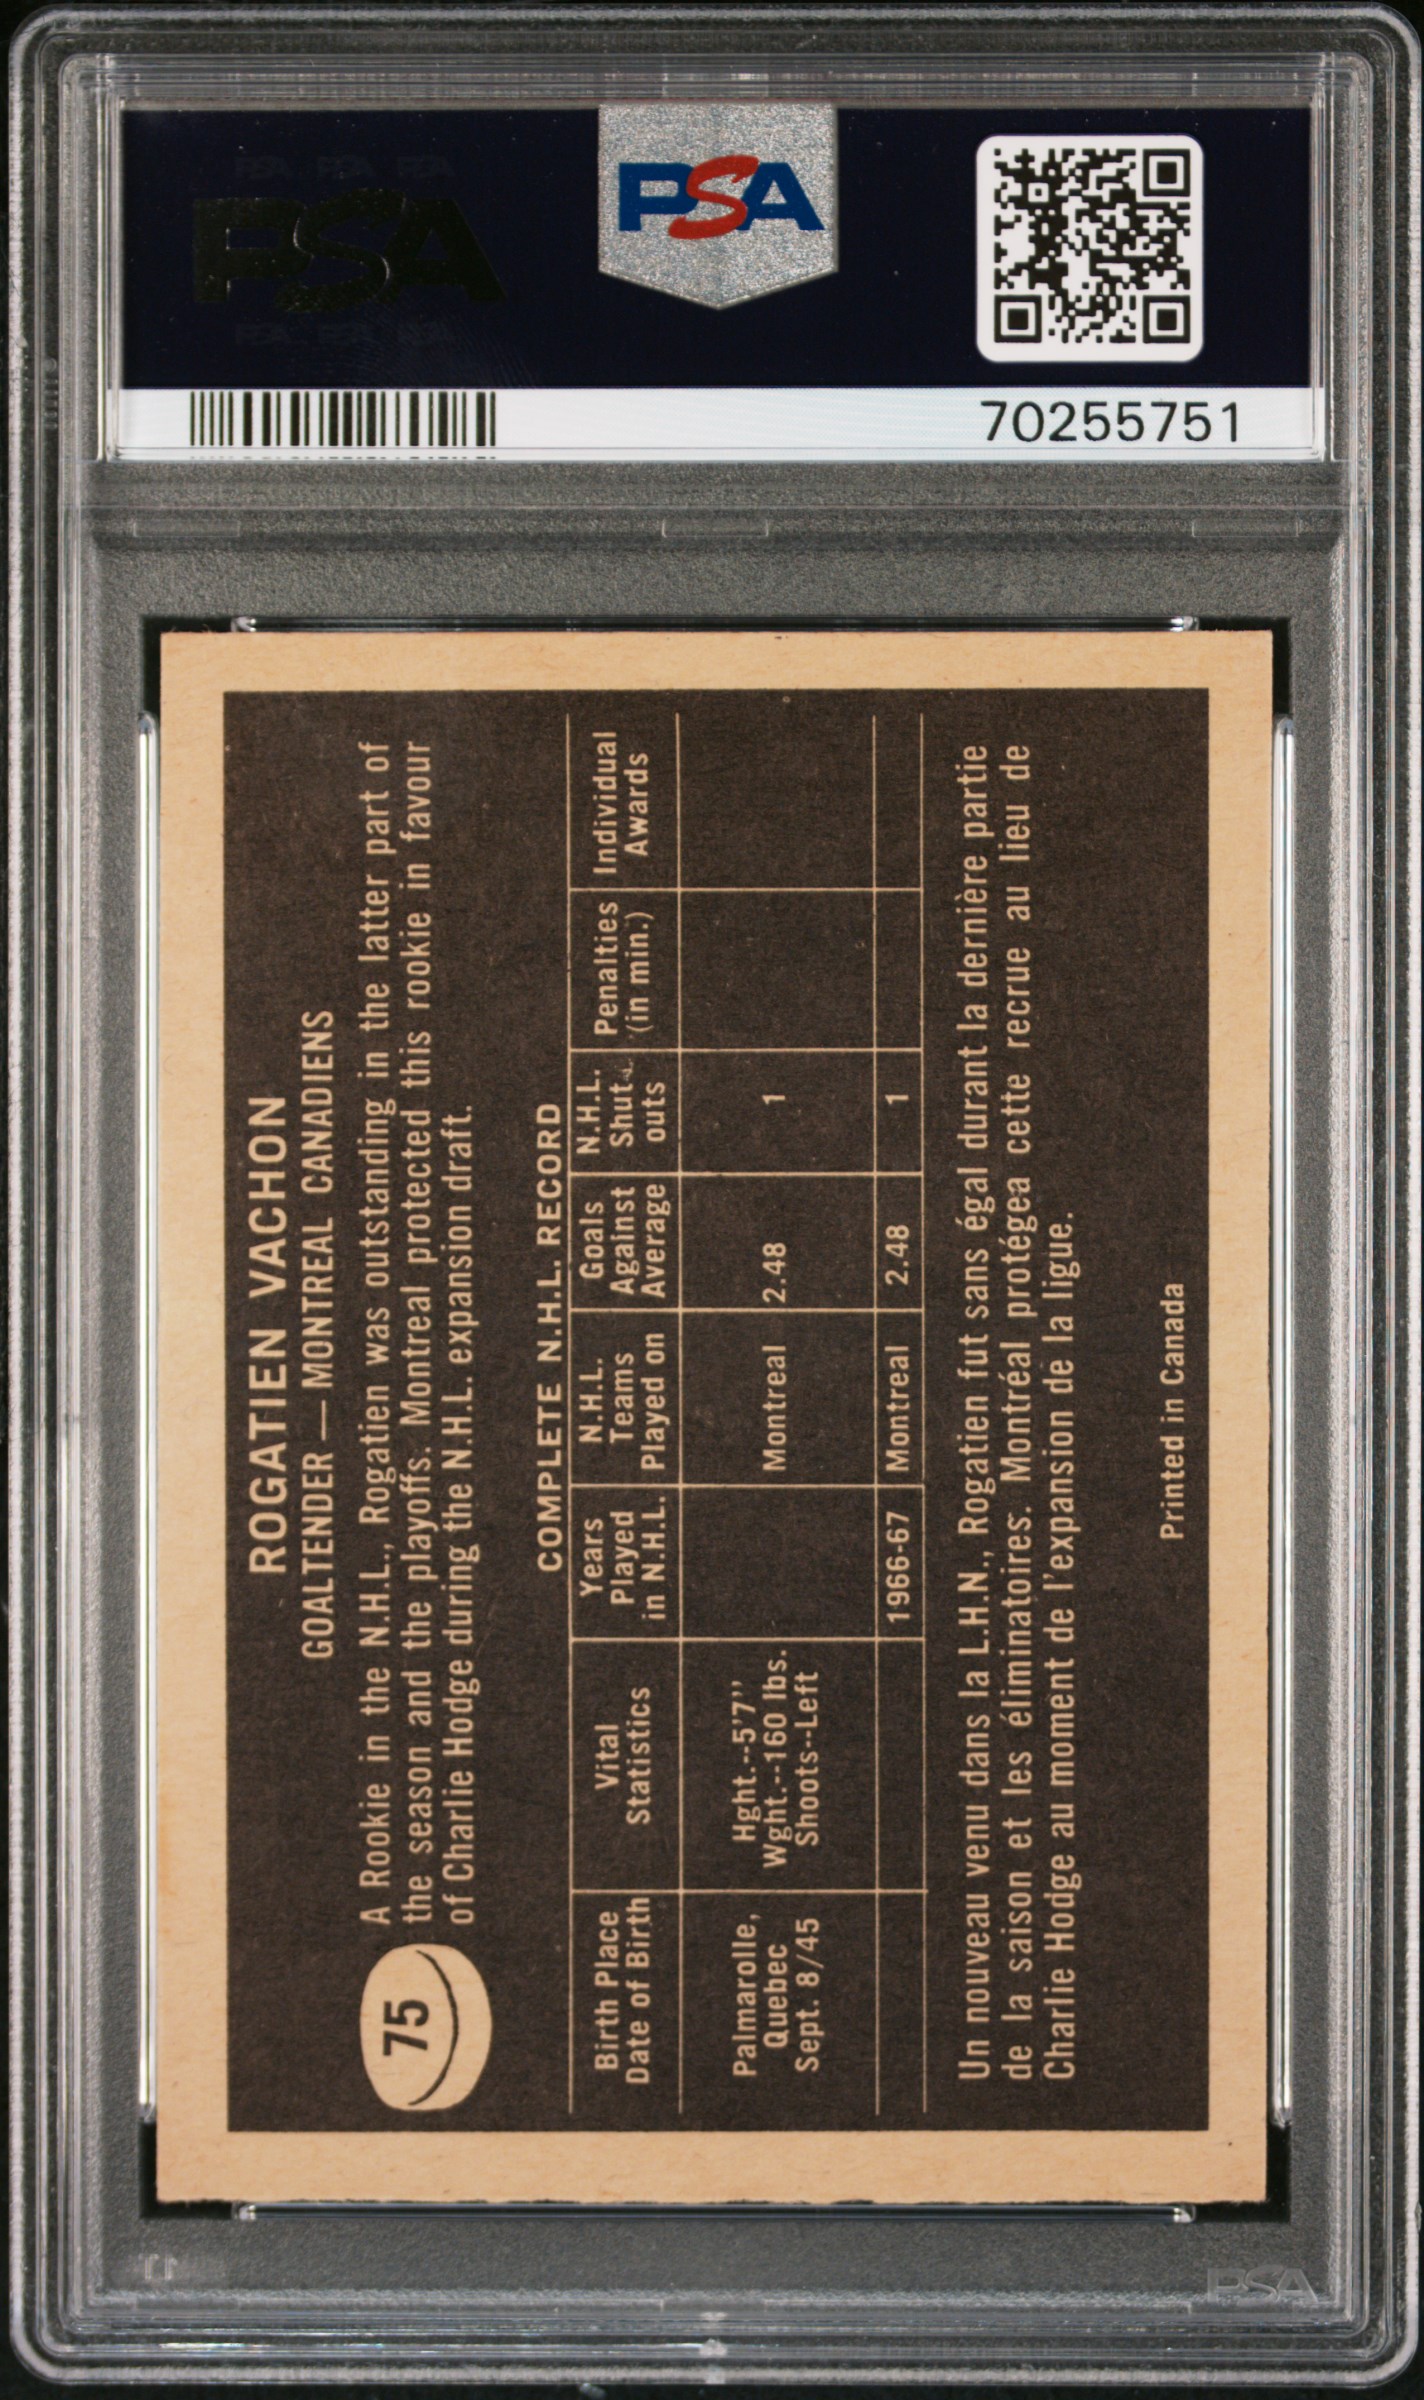 PSA
PSA
70255751
75
ROGATIEN VACHON
GOALTENDER — MONTREAL CANADIENS
A Rookie in the N.H.L., Rogatien was outstanding in the latter part of
the season and the playoffs. Montreal protected this rookie in favour
of Charlie Hodge during the N.H.L. expansion draft.
COMPLETE N.H.L. RECORD
Birth Place
Date of Birth
Vital
Statistics
Years
Played
in N.H.L.
N.H.L.
Teams
Played on
Goals
Against
Average
N.H.L.
Shut-
outs
Penalties
(in min.)
Individual
Awards
Palmarolle,
Quebec
Sept. 8/45
Hght.--5'7''
Wght.--160 lbs.
Shoots--Left
Montreal
2.48
1
1966-67
Montreal
2.48
1
Un nouveau venu dans la L.H.N., Rogatien fut sans égal durant la dernière partie
de la saison et les éliminatoires. Montréal protégea cette recrue au lieu de
Charlie Hodge au moment de l'expansion de la ligue.
Printed in Canada
PSA